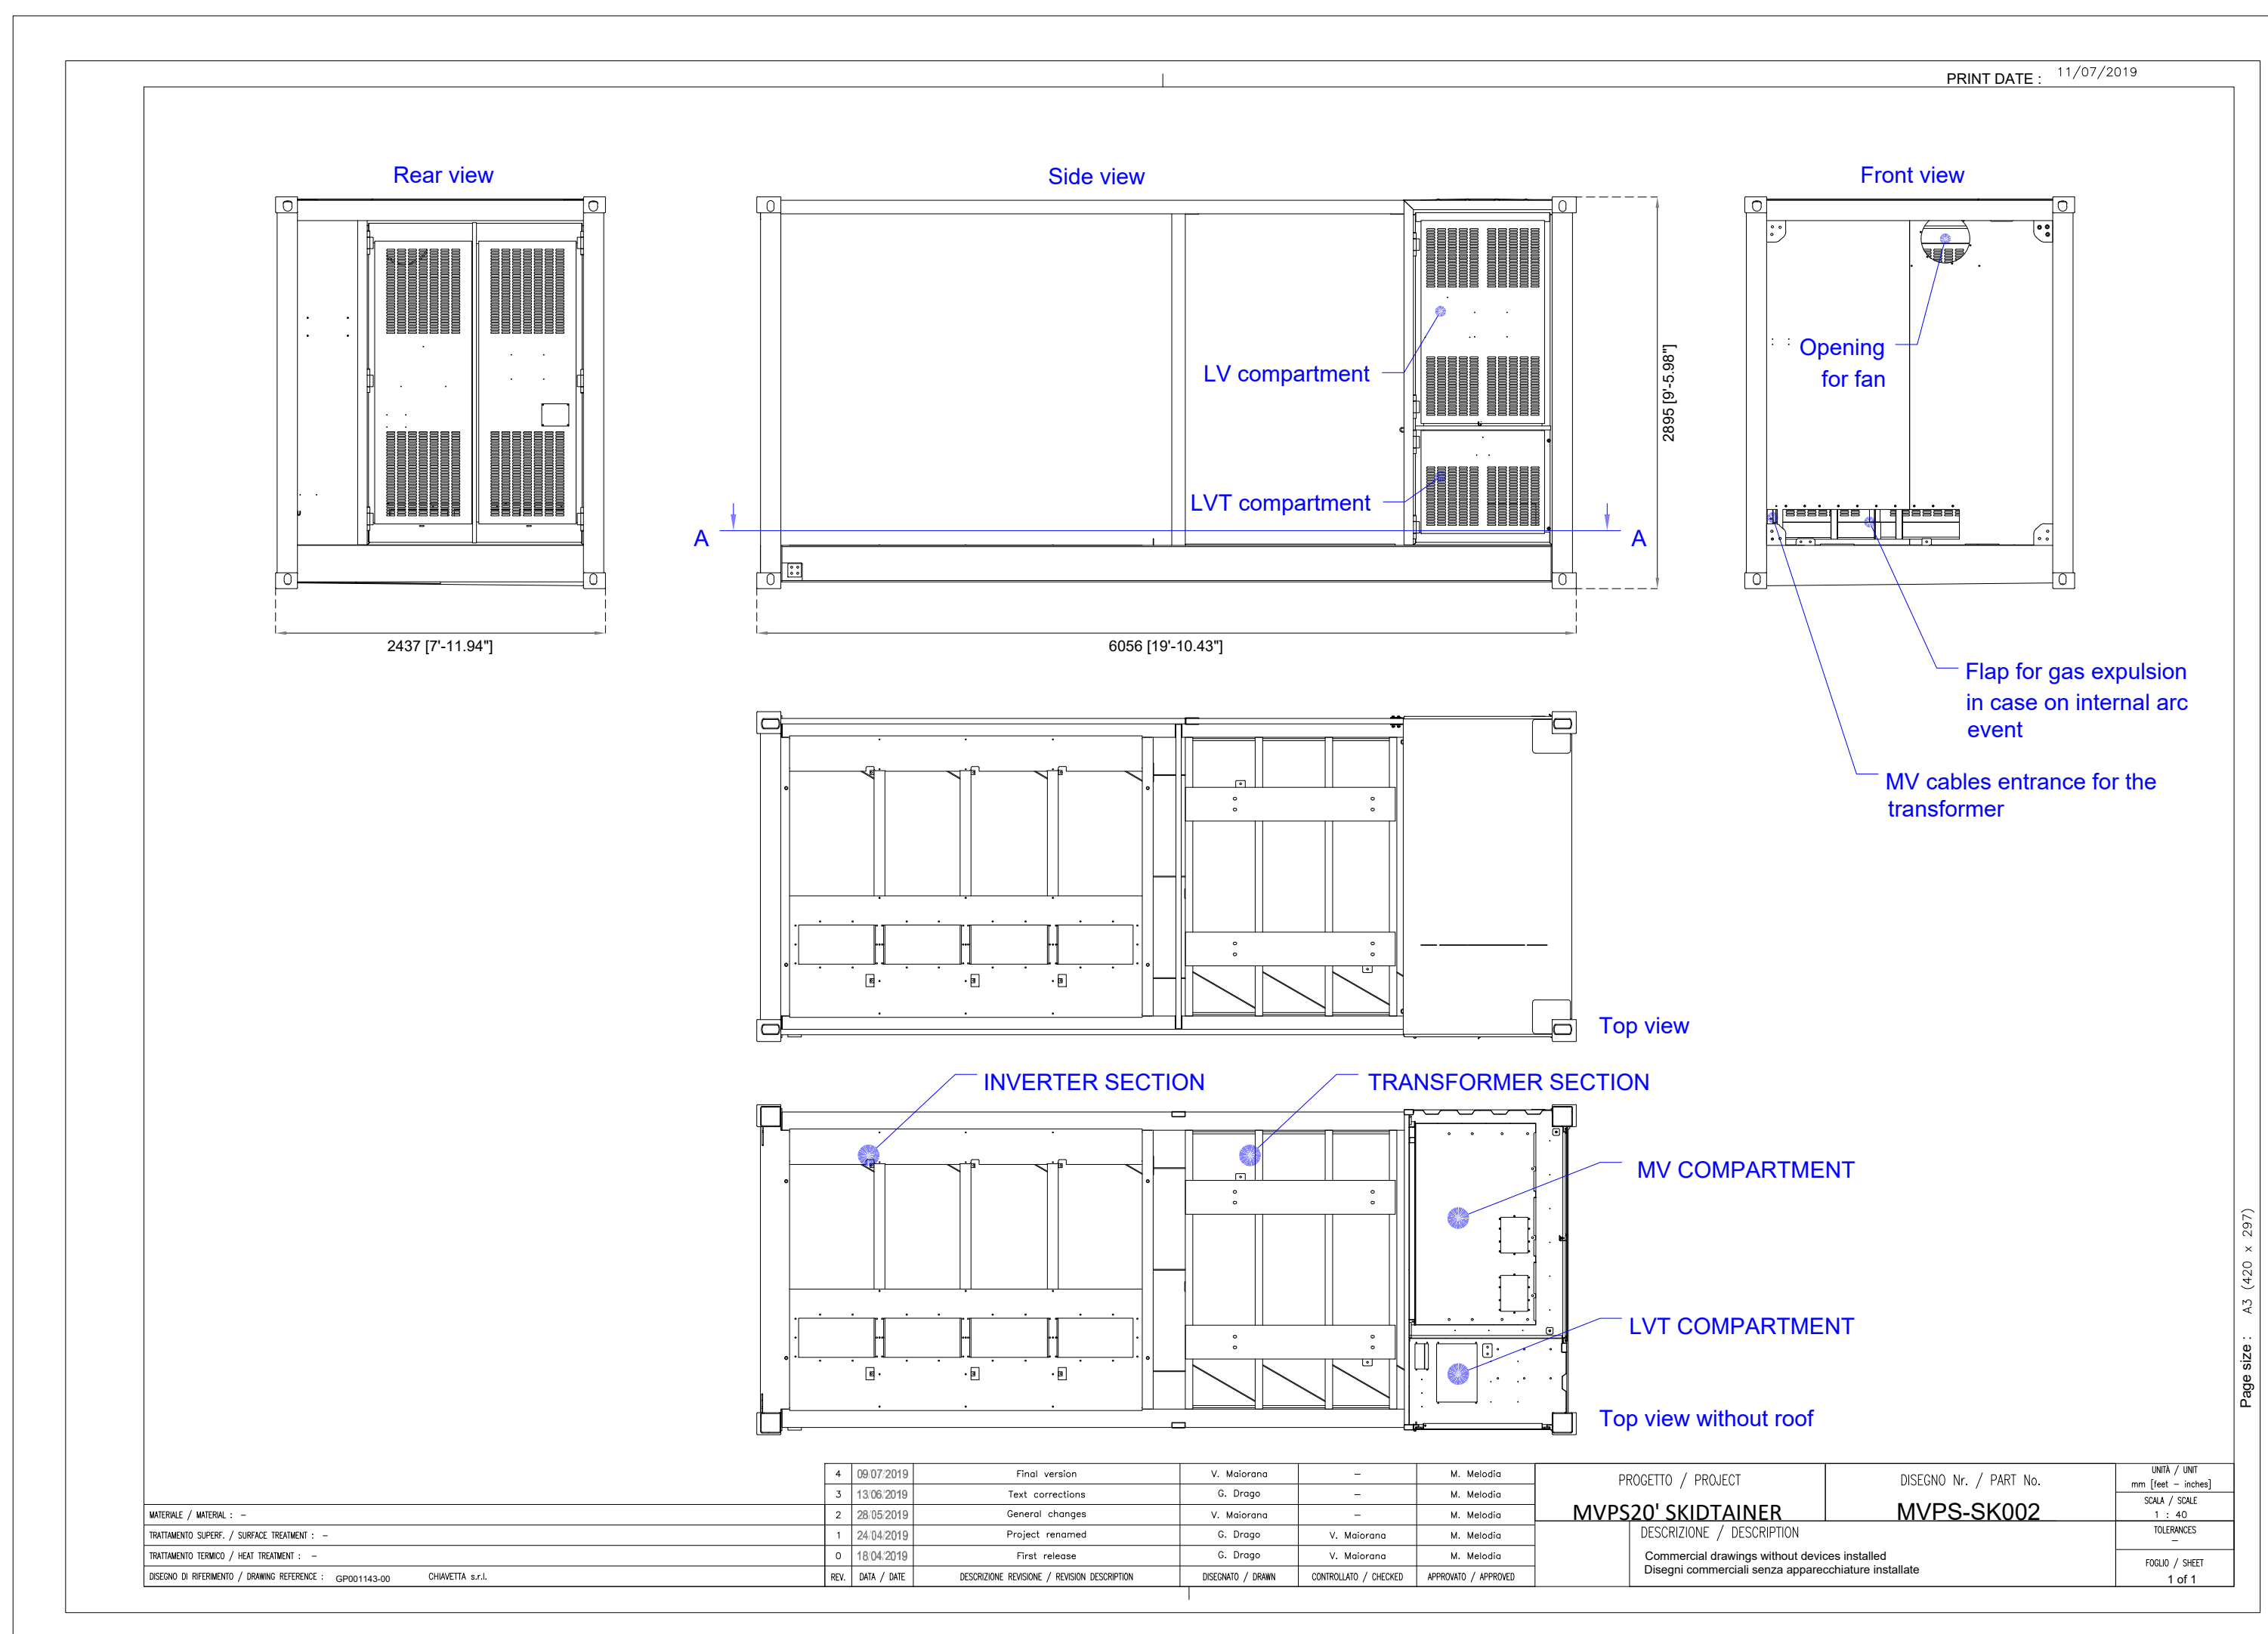 PRINT DATE : 11/07/2019
Rear view
Side view
Front view
LV compartment
LVT compartment
A
A
2895 [9'-5.98"]
2437 [7'-11.94"]
6056 [19'-10.43"]
Opening
for fan
Flap for gas expulsion
in case on internal arc
event
MV cables entrance for the
transformer
Top view
INVERTER SECTION
TRANSFORMER SECTION
MV COMPARTMENT
LVT COMPARTMENT
Top view without roof
Page size : A3 (420 x 297)
4 09/07/2019 Final version V. Maiorana – M. Melodia
3 13/06/2019 Text corrections G. Drago – M. Melodia
2 28/05/2019 General changes V. Maiorana – M. Melodia
1 24/04/2019 Project renamed G. Drago V. Maiorana M. Melodia
0 18/04/2019 First release G. Drago V. Maiorana M. Melodia
REV. DATA / DATE DESCRIZIONE REVISIONE / REVISION DESCRIPTION DISEGNATO / DRAWN CONTROLLATO / CHECKED APPROVATO / APPROVED
MATERIALE / MATERIAL : –
TRATTAMENTO SUPERF. / SURFACE TREATMENT : –
TRATTAMENTO TERMICO / HEAT TREATMENT : –
DISEGNO DI RIFERIMENTO / DRAWING REFERENCE : GP001143-00 CHIAVETTA s.r.l.
PROGETTO / PROJECT
MVPS20' SKIDTAINER
DISEGNO Nr. / PART No.
MVPS-SK002
DESCRIZIONE / DESCRIPTION
Commercial drawings without devices installed
Disegni commerciali senza apparecchiature installate
UNITÀ / UNIT
mm [feet – inches]
SCALA / SCALE
1 : 40
TOLERANCES
–
FOGLIO / SHEET
1 of 1